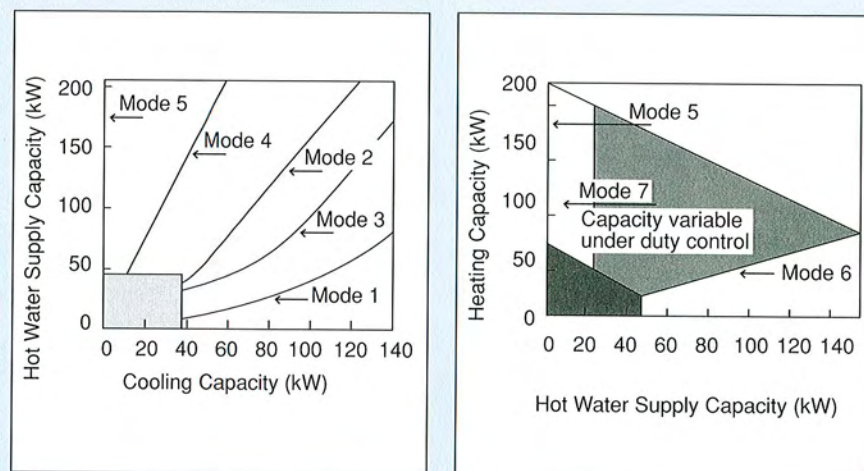 Hot Water Supply Capacity (kW)
200
150
100
50
0
Mode 5
Mode 4
Mode 2
Mode 3
Mode 1
0 20 40 60 80 100 120 140
Cooling Capacity (kW)
Heating Capacity (kW)
200
150
100
50
0
Mode 5
Mode 7
Capacity variable
under duty control
Mode 6
0 20 40 60 80 100 120 140
Hot Water Supply Capacity (kW)